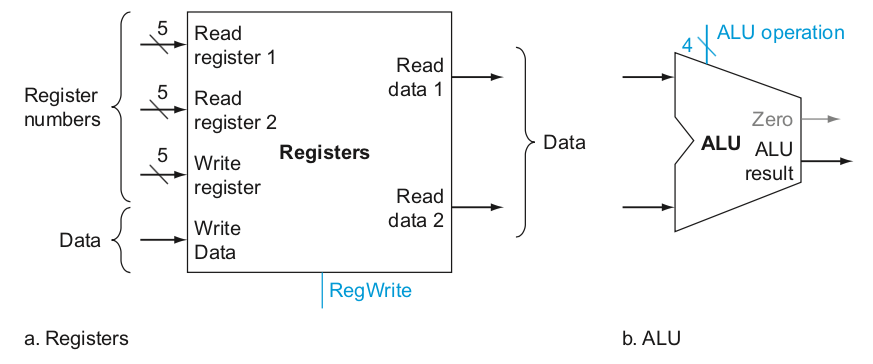 Register
numbers
5
Read
register 1
5
Read
register 2
5
Write
register
Data
Write
Data
Registers
Read
data 1
Read
data 2
Data
RegWrite
a. Registers
4
ALU operation
Zero
ALU
ALU
result
b. ALU